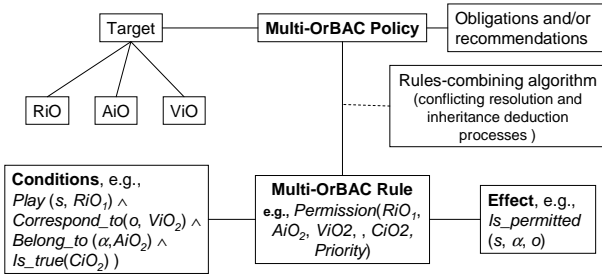 Target
Multi-OrBAC Policy
Obligations and/or
recommendations
RiO
AiO
ViO
Rules-combining algorithm
(conflicting resolution and
inheritance deduction
processes )
Conditions, e.g.,
Play (s, RiO₁) ∧
Correspond_to(o, ViO₂) ∧
Belong_to (α,AiO₂) ∧
Is_true(CiO₂) )
Multi-OrBAC Rule
e.g., Permission(RiO₁,
AiO₂, ViO2, , CiO2,
Priority)
Effect, e.g.,
Is_permitted
(s, α, o)